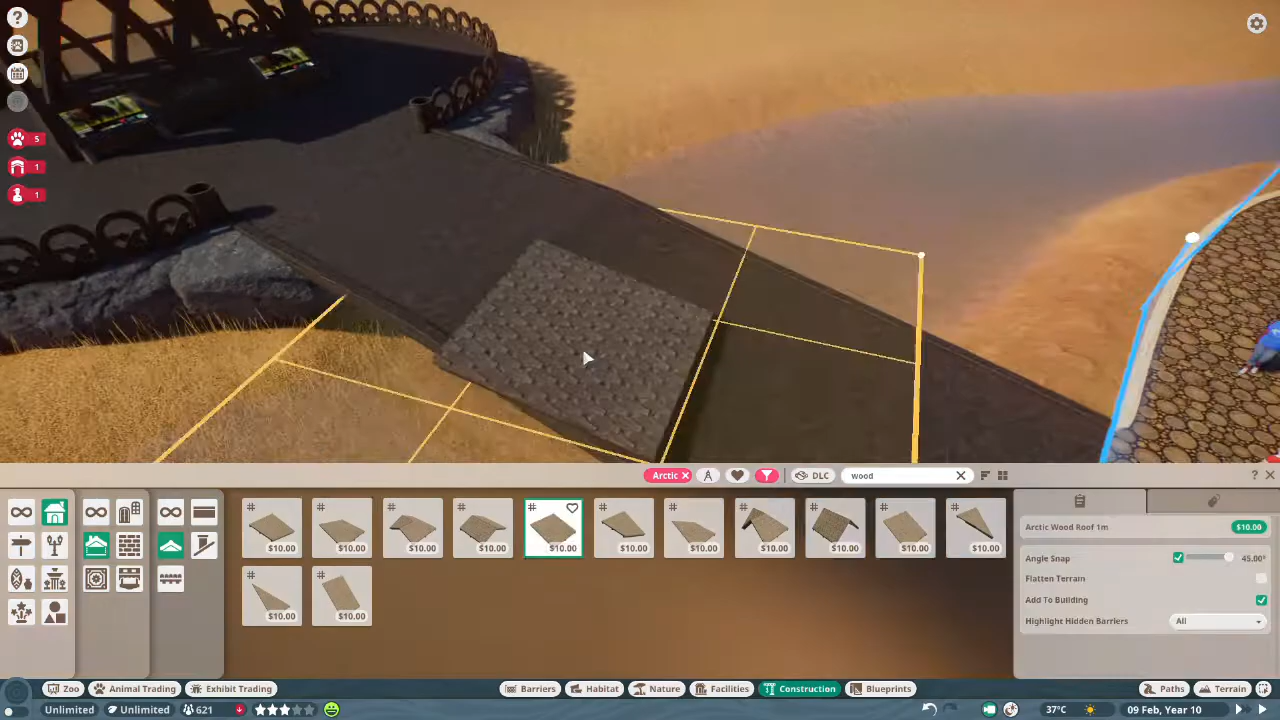 ?
5
1
1
Arctic ✕
DLC
wood
✕
? ✕
$10.00 $10.00 $10.00 $10.00 $10.00 $10.00 $10.00 $10.00 $10.00 $10.00 $10.00
$10.00 $10.00
Arctic Wood Roof 1m $10.00
Angle Snap 45.00°
Flatten Terrain
Add To Building
Highlight Hidden Barriers All
Zoo Animal Trading Exhibit Trading Barriers Habitat Nature Facilities Construction Blueprints Paths Terrain
Unlimited Unlimited 621 37°C 09 Feb, Year 10